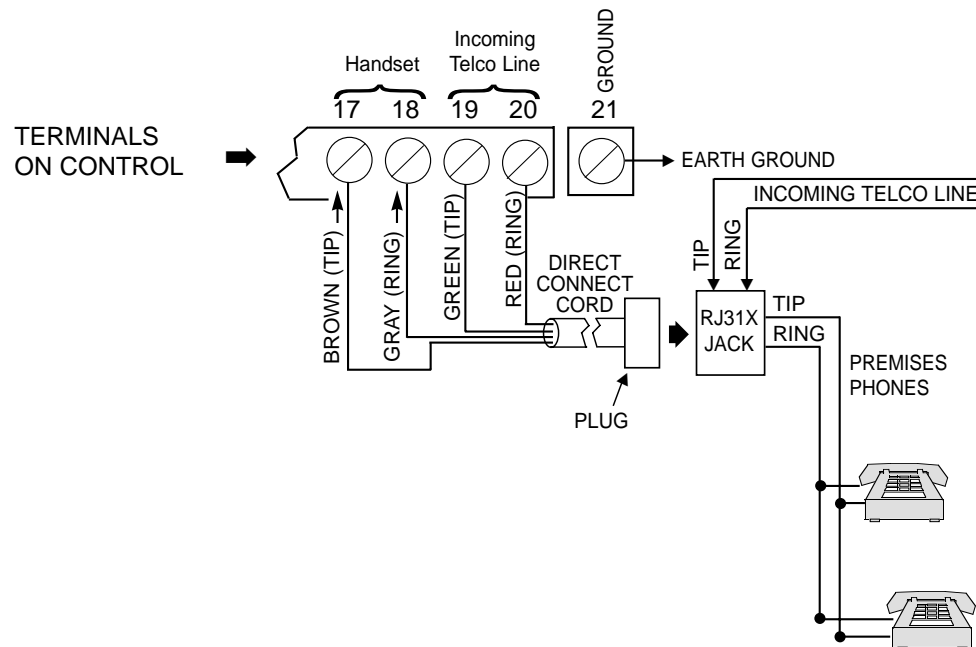 Handset
Incoming
Telco Line
GROUND
17 18 19 20 21
TERMINALS
ON CONTROL
EARTH GROUND
INCOMING TELCO LINE
BROWN (TIP)
GRAY (RING)
GREEN (TIP)
RED (RING)
DIRECT
CONNECT
CORD
TIP
RING
RJ31X
JACK
TIP
RING
PLUG
PREMISES
PHONES